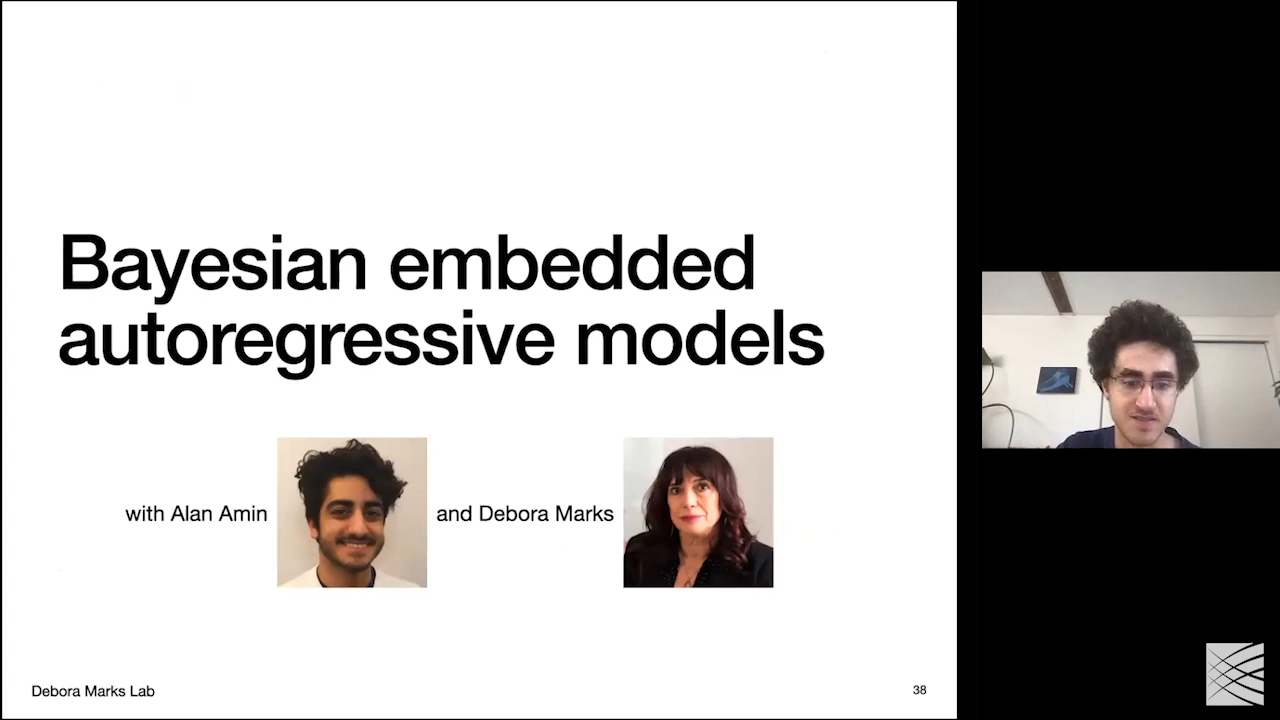 Bayesian embedded
autoregressive models
with Alan Amin
and Debora Marks
Debora Marks Lab
38